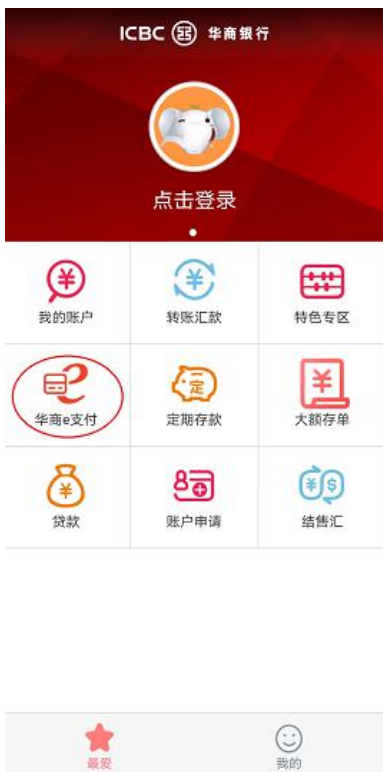 ICBC 华商银行
点击登录
我的账户 转账汇款 特色专区
华商e支付 定期存款 大额存单
贷款 账户申请 结售汇
最爱 我的